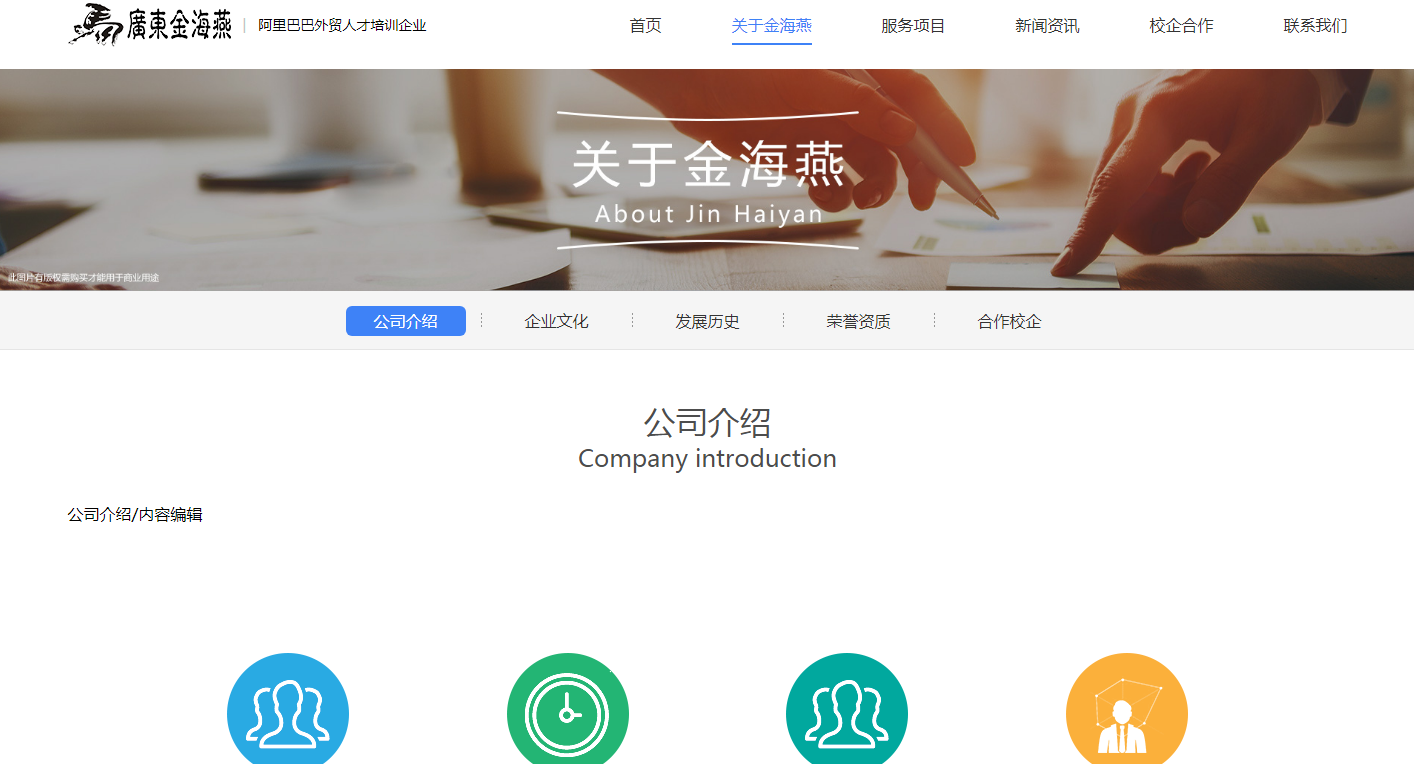 廣東金海燕
阿里巴巴外贸人才培训企业
首页
关于金海燕
服务项目
新闻资讯
校企合作
联系我们
关于金海燕
About Jin Haiyan
此图片有版权需购买才能用于商业用途
公司介绍
企业文化
发展历史
荣誉资质
合作校企
公司介绍
Company introduction
公司介绍/内容编辑